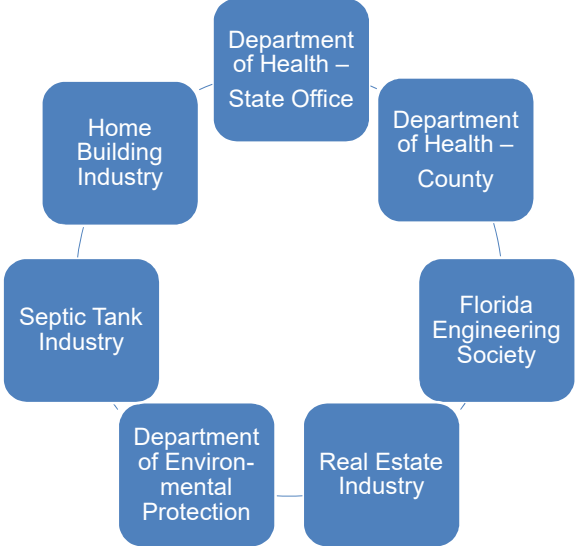 Department
of Health –
State Office
Department
of Health –
County
Florida
Engineering
Society
Real Estate
Industry
Department
of Environ-
mental
Protection
Septic Tank
Industry
Home
Building
Industry